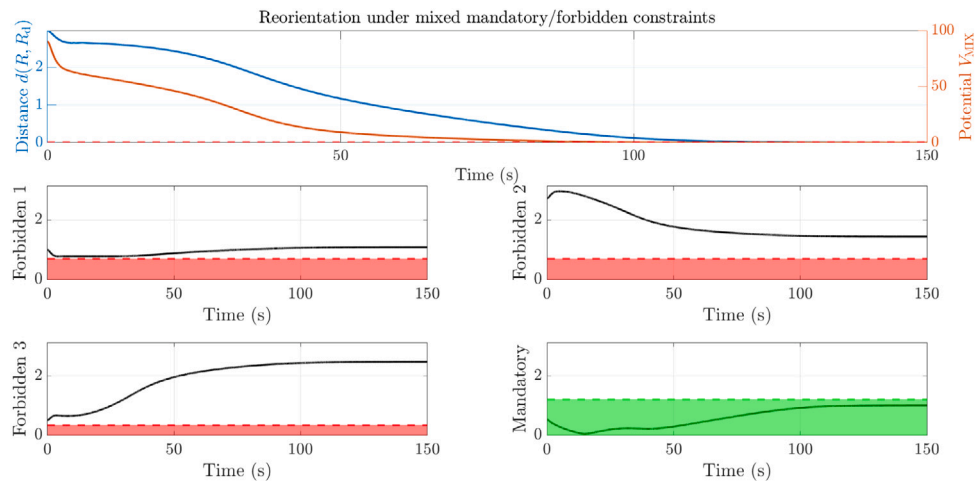 Reorientation under mixed mandatory/forbidden constraints
Distance d(R, R_d)
2
1
0
100
50
0
Potential V_MIX
0 50 100 150
Time (s)
Forbidden 1
2
0
0 50 100 150
Time (s)
Forbidden 2
2
0
0 50 100 150
Time (s)
Forbidden 3
2
0
0 50 100 150
Time (s)
Mandatory
2
0
0 50 100 150
Time (s)